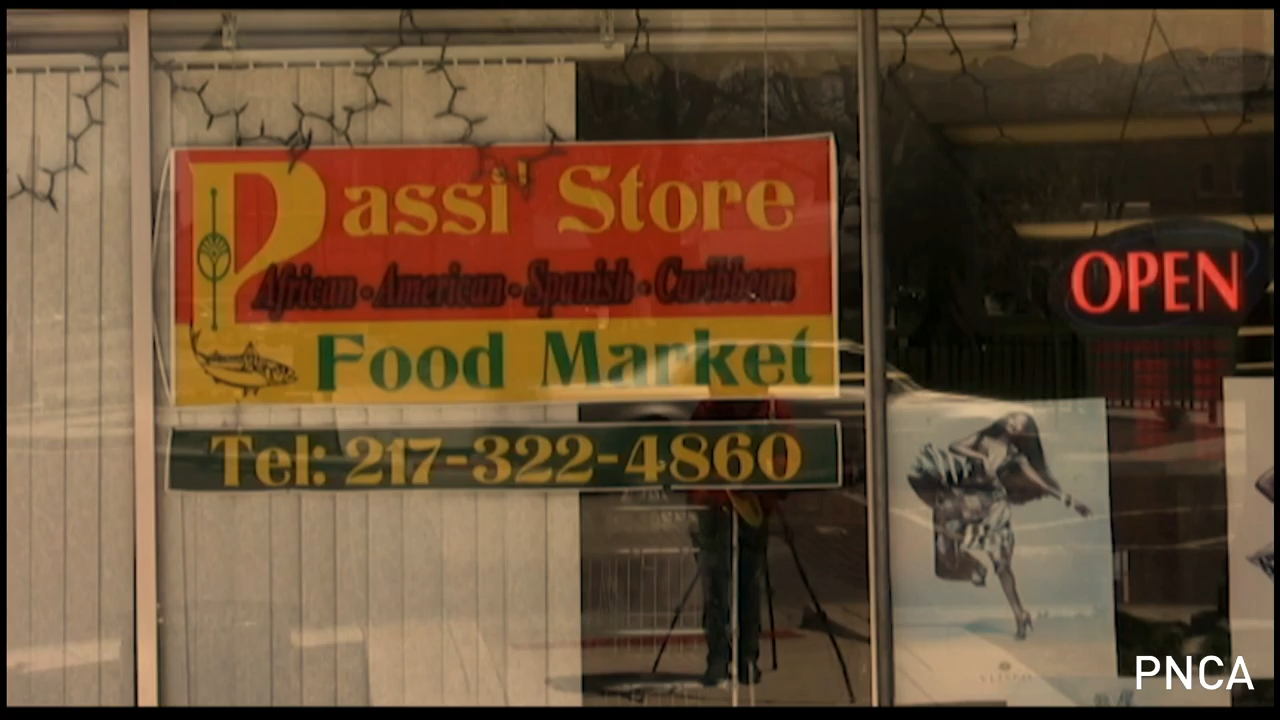 Passi' Store
African - American - Spanish - Caribbean
Food Market
Tel: 217-322-4860
OPEN
PNCA